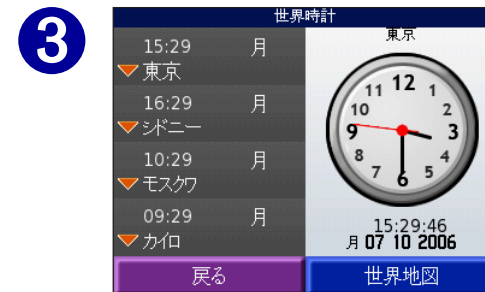 3
世界時計
15:29 月
東京
16:29 月
シドニー
10:29 月
モスクワ
09:29 月
カイロ
東京
12
11 1
10 2
9 3
8 4
7 5
6
15:29:46
月 07 10 2006
戻る
世界地図